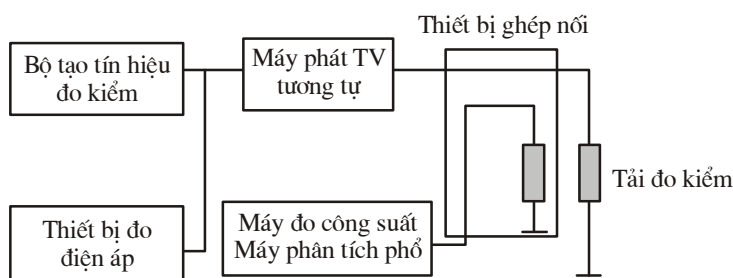 Thiết bị ghép nối
Bộ tạo tín hiệu
đo kiểm
Máy phát TV
tương tự
Tải đo kiểm
Thiết bị đo
điện áp
Máy đo công suất
Máy phân tích phổ